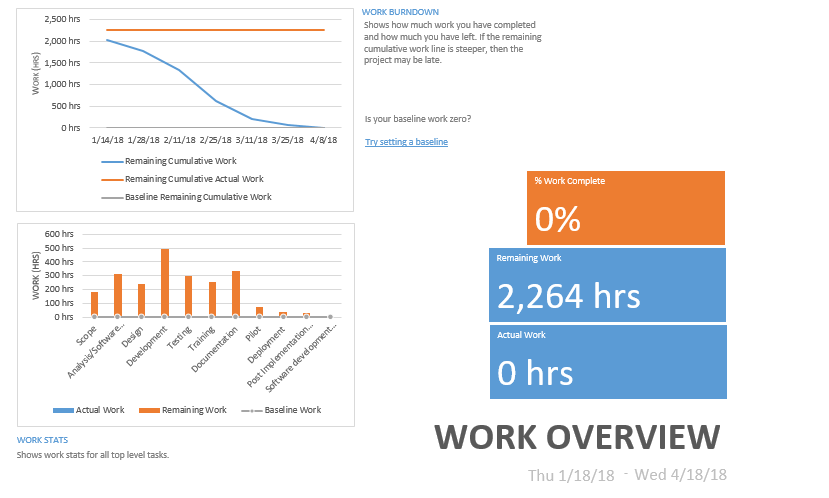 2,500 hrs
2,000 hrs
1,500 hrs
1,000 hrs
500 hrs
0 hrs
WORK (HRS)
1/14/18 1/28/18 2/11/18 2/25/18 3/11/18 3/25/18 4/8/18
Remaining Cumulative Work
Remaining Cumulative Actual Work
Baseline Remaining Cumulative Work
WORK BURNDOWN
Shows how much work you have completed
and how much you have left. If the remaining
cumulative work line is steeper, then the
project may be late.
Is your baseline work zero?
Try setting a baseline
% Work Complete
0%
Remaining Work
2,264 hrs
Actual Work
0 hrs
600 hrs
500 hrs
400 hrs
300 hrs
200 hrs
100 hrs
0 hrs
WORK (HRS)
Scope
Analysis/Software...
Design
Development
Testing
Training
Documentation
Pilot
Deployment
Post Implementation...
Software development...
Actual Work Remaining Work Baseline Work
WORK STATS
Shows work stats for all top level tasks.
WORK OVERVIEW
Thu 1/18/18 - Wed 4/18/18